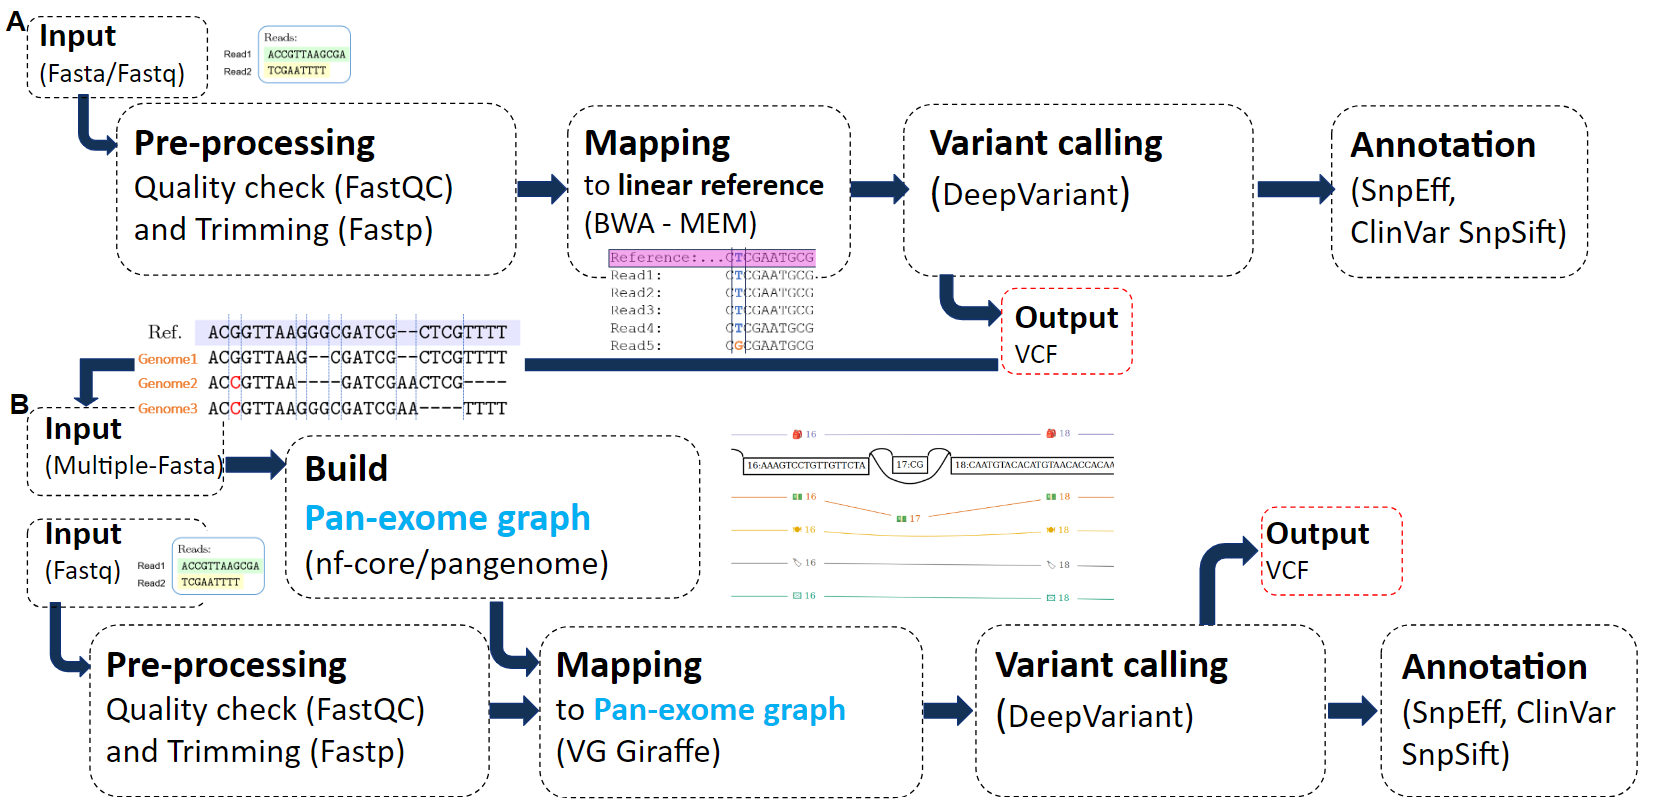 A
Input
(Fasta/Fastq)
Reads:
Read1 ACCGTTAAGCGA
Read2 TCGAATTTT
Pre-processing
Quality check (FastQC)
and Trimming (Fastp)
Mapping
to linear reference
(BWA - MEM)
Reference:...CTCGAATGCG
Read1: CTCGAATGCG
Read2: CTCGAATGCG
Read3: CTCGAATGCG
Read4: CTCGAATGCG
Read5: CGCGAATGCG
Variant calling
(DeepVariant)
Annotation
(SnpEff,
ClinVar SnpSift)
Output
VCF
Ref. ACGGTTAAGGGCGATCG--CTCGTTTT
Genome1 ACGGTTAAG--CGATCG--CTCGTTTT
Genome2 ACCGTTAA----GATCGAACTCG----
Genome3 ACCGTTAAGGGCGATCGAA----TTTT
B
Input
(Multiple-Fasta)
Build
Pan-exome graph
(nf-core/pangenome)
16 18
16:AAAGTCCTGTTGTTCTA 17:CG 18:CAATGTACACATGTAACACCACAA
16 18
17
16 18
16 18
16 18
Input
(Fastq)
Reads:
Read1 ACCGTTAAGCGA
Read2 TCGAATTTT
Pre-processing
Quality check (FastQC)
and Trimming (Fastp)
Mapping
to Pan-exome graph
(VG Giraffe)
Variant calling
(DeepVariant)
Output
VCF
Annotation
(SnpEff, ClinVar
SnpSift)